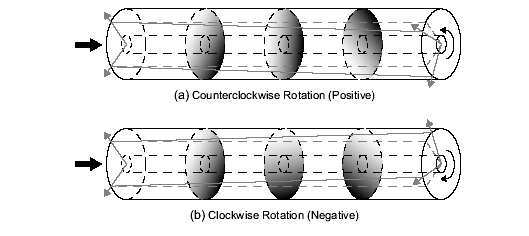 (a) Counterclockwise Rotation (Positive)
(b) Clockwise Rotation (Negative)